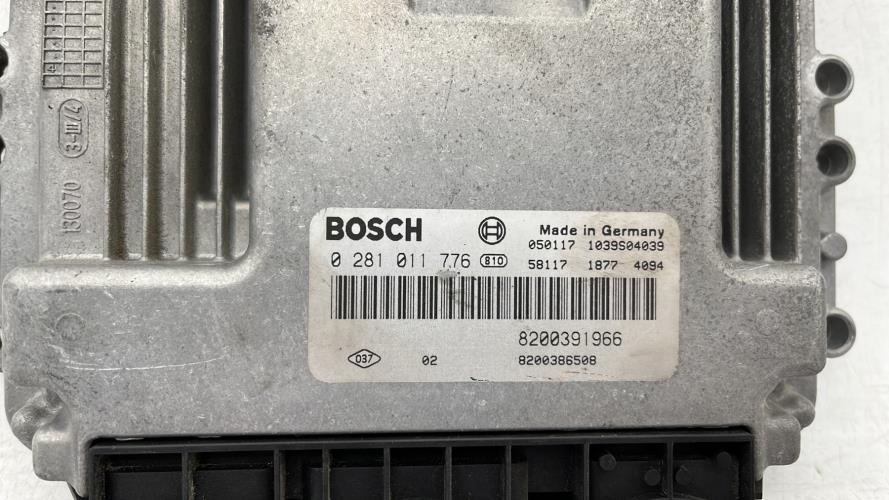 3-III/4
130070
BOSCH Made in Germany
050117 1039S04039
0 281 011 776 810 58117 1877 4094
8200391966
037 02 8200386508